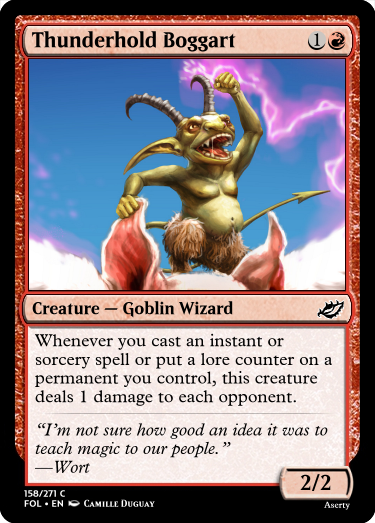 Thunderhold Boggart 1
Creature — Goblin Wizard
Whenever you cast an instant or
sorcery spell or put a lore counter on a
permanent you control, this creature
deals 1 damage to each opponent.
“I’m not sure how good an idea it was to
teach magic to our people.”
—Wort
2/2
158/271 C
FOL • EN Camille Duguay
Aserty